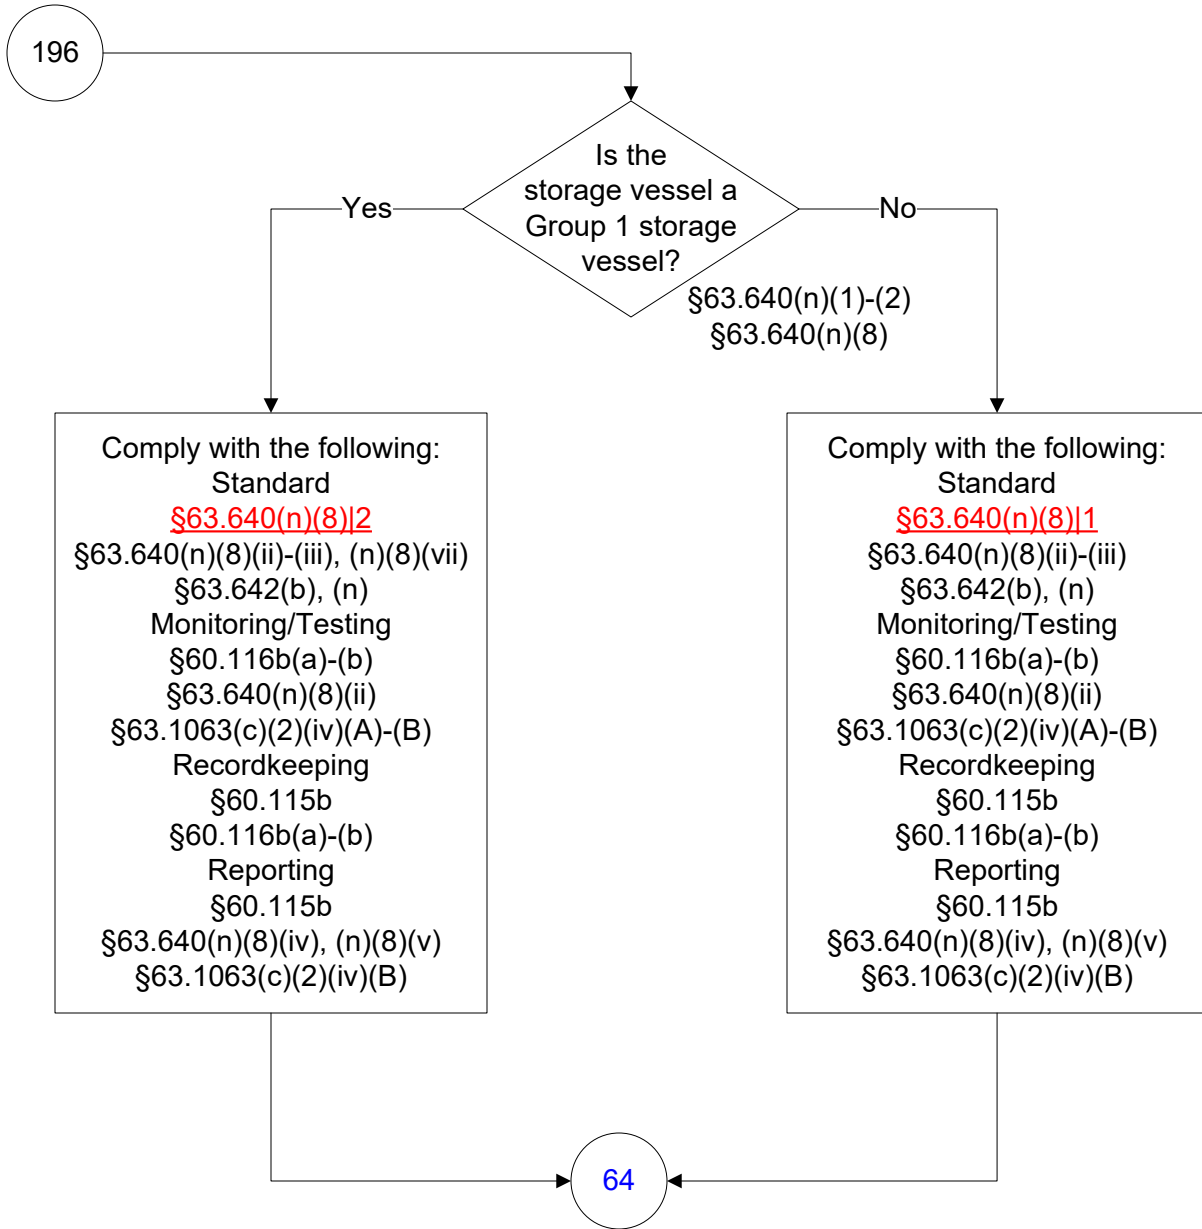 196
Is the
storage vessel a
Group 1 storage
vessel?
Yes
No
§63.640(n)(1)-(2)
§63.640(n)(8)
Comply with the following:
Standard
§63.640(n)(8)|2
§63.640(n)(8)(ii)-(iii), (n)(8)(vii)
§63.642(b), (n)
Monitoring/Testing
§60.116b(a)-(b)
§63.640(n)(8)(ii)
§63.1063(c)(2)(iv)(A)-(B)
Recordkeeping
§60.115b
§60.116b(a)-(b)
Reporting
§60.115b
§63.640(n)(8)(iv), (n)(8)(v)
§63.1063(c)(2)(iv)(B)
Comply with the following:
Standard
§63.640(n)(8)|1
§63.640(n)(8)(ii)-(iii)
§63.642(b), (n)
Monitoring/Testing
§60.116b(a)-(b)
§63.640(n)(8)(ii)
§63.1063(c)(2)(iv)(A)-(B)
Recordkeeping
§60.115b
§60.116b(a)-(b)
Reporting
§60.115b
§63.640(n)(8)(iv), (n)(8)(v)
§63.1063(c)(2)(iv)(B)
64